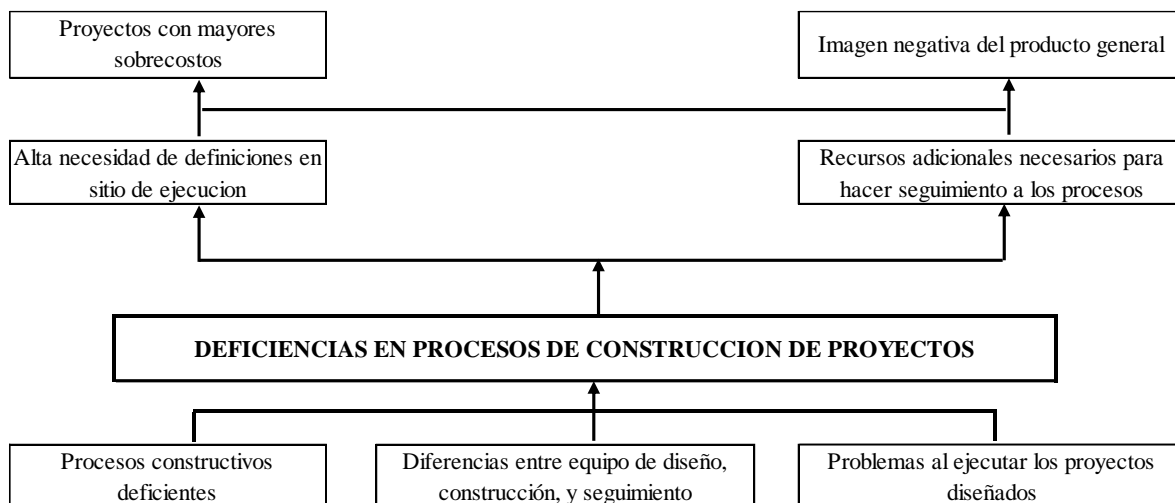 Proyectos con mayores
sobrecostos
Imagen negativa del producto general
Alta necesidad de definiciones en
sitio de ejecucion
Recursos adicionales necesarios para
hacer seguimiento a los procesos
DEFICIENCIAS EN PROCESOS DE CONSTRUCCION DE PROYECTOS
Procesos constructivos
deficientes
Diferencias entre equipo de diseño,
construcción, y seguimiento
Problemas al ejecutar los proyectos
diseñados